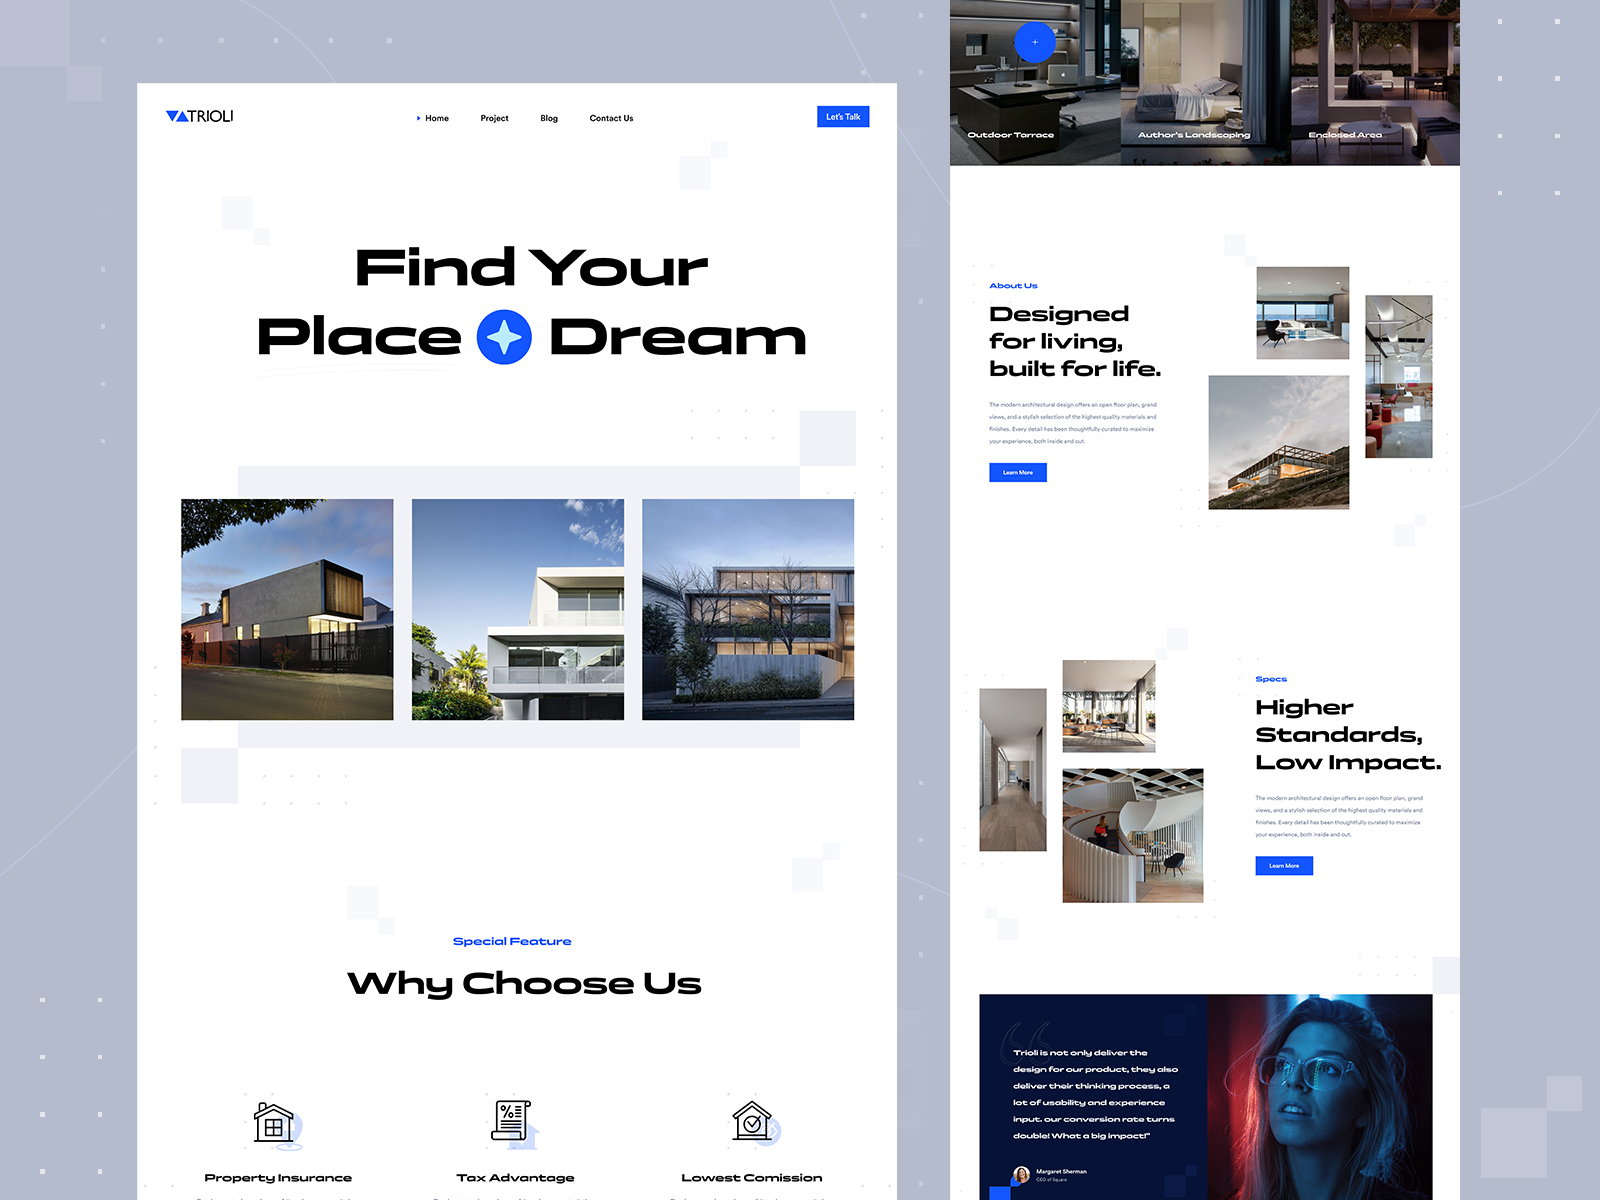 TRIOLI
Home
Project
Blog
Contact Us
Let's Talk
Find Your
Place Dream
Special Feature
Why Choose Us
Property Insurance
Tax Advantage
Lowest Comission
Outdoor Tarrace
Author's Landscaping
Enclosed Area
About Us
Designed
for living,
built for life.
The modern architectural design offers an open floor plan, grand
views, and a stylish selection of the highest quality materials and
finishes. Every detail has been thoughtfully curated to maximize
your experience, both inside and out.
Learn More
Specs
Higher
Standards,
Low Impact.
The modern architectural design offers an open floor plan, grand
views, and a stylish selection of the highest quality materials and
finishes. Every detail has been thoughtfully curated to maximize
your experience, both inside and out.
Learn More
Trioli is not only deliver the
design for our product, they also
deliver their thinking process, a
lot of usability and experience
input. our conversion rate turns
double! What a big impact!"
Margaret Sherman
CEO of Square